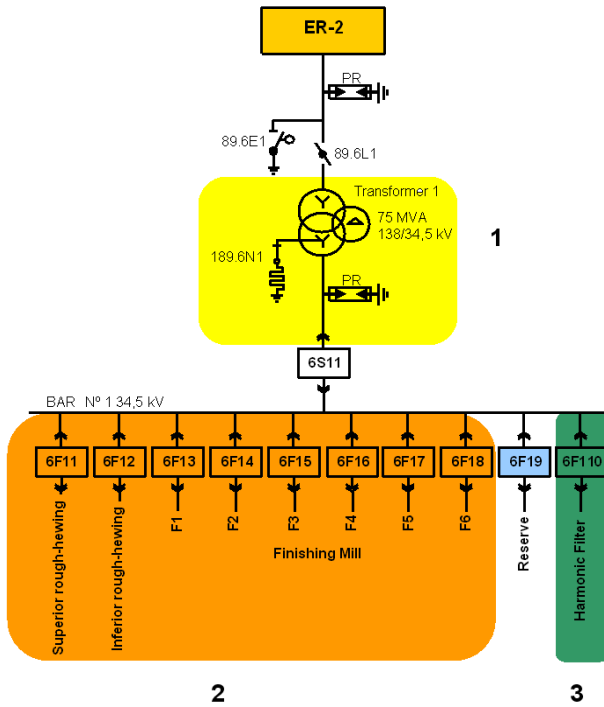 ER-2
PR
89.6E1
89.6L1
Transformer 1
75 MVA
138/34,5 kV
1
189.6N1
PR
6S11
BAR Nº 1 34,5 kV
6F11
6F12
6F13
6F14
6F15
6F16
6F17
6F18
6F19
6F110
Superior rough-hewing
Inferior rough-hewing
F1
F2
F3
F4
F5
F6
Reserve
Harmonic Filter
Finishing Mill
2
3